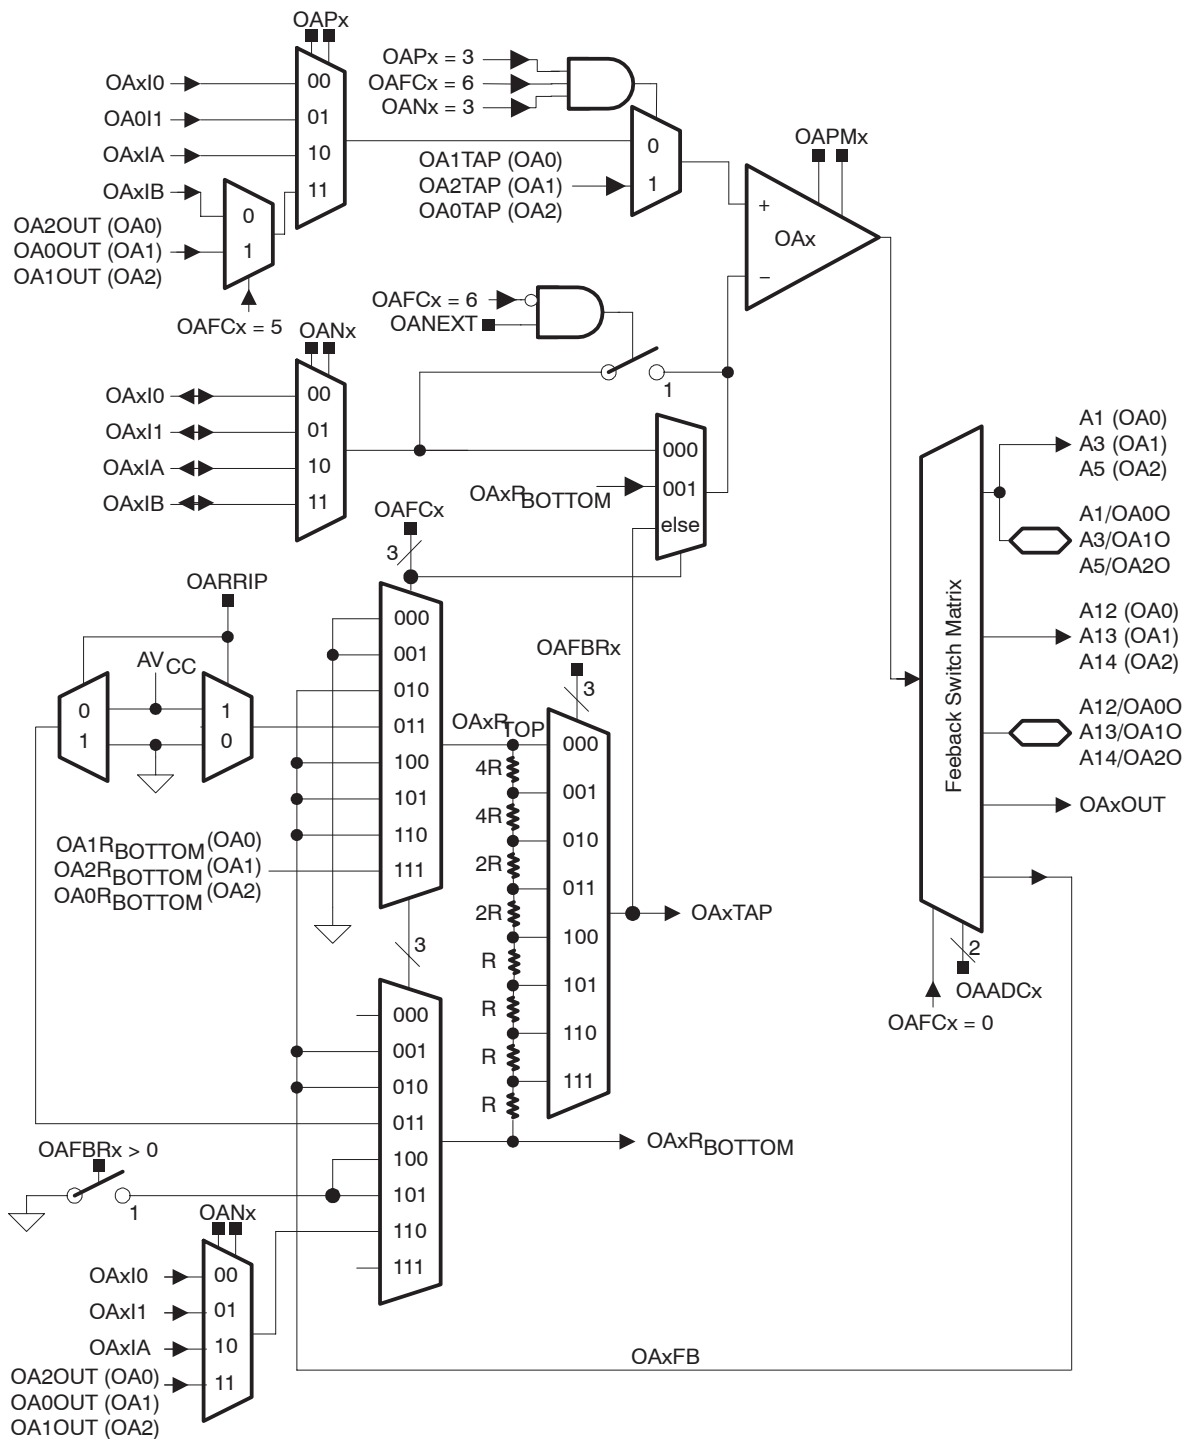 OAPx
OAxI0
00
OA0I1
01
OAxIA
10
OAxIB
11
0
OA2OUT (OA0)
OA0OUT (OA1)
1
OA1OUT (OA2)
OAFCx = 5
OAPx = 3
OAFCx = 6
OANx = 3
0
OA1TAP (OA0)
OA2TAP (OA1)
1
OA0TAP (OA2)
OAPMx
+
OAx
−
OAFCx = 6
OANEXT
1
OANx
OAxI0
00
OAxI1
01
OAxIA
10
OAxIB
11
000
OAxRBOTTOM
001
else
OAFCx
3
OARRIP
AVCC
0
1
1
0
000
001
010
011
100
101
110
111
OA1RBOTTOM (OA0)
OA2RBOTTOM (OA1)
OA0RBOTTOM (OA2)
3
OAFBRx
3
OAxRTOP
000
4R
001
4R
010
2R
011
2R
100
R
101
R
110
R
111
R
OAxTAP
OAxRBOTTOM
000
001
010
011
100
101
110
111
OAFBRx > 0
1
OANx
OAxI0
00
OAxI1
01
OAxIA
10
OA2OUT (OA0)
11
OA0OUT (OA1)
OA1OUT (OA2)
OAxFB
Feeback Switch Matrix
A1 (OA0)
A3 (OA1)
A5 (OA2)
A1/OA0O
A3/OA1O
A5/OA2O
A12 (OA0)
A13 (OA1)
A14 (OA2)
A12/OA0O
A13/OA1O
A14/OA2O
OAxOUT
2
OAADCx
OAFCx = 0